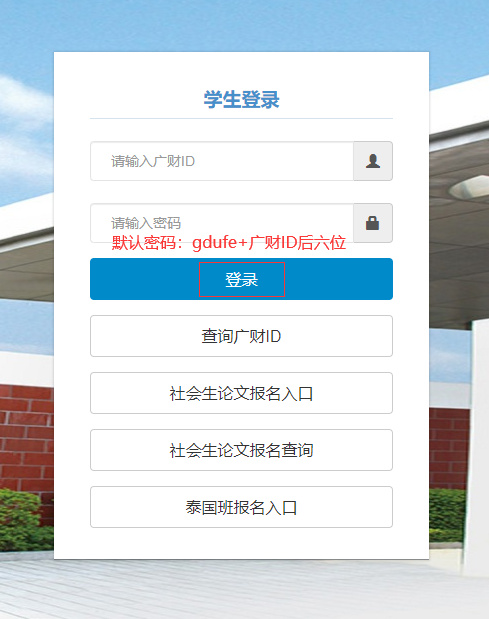 学生登录
请输入广财ID
请输入密码
默认密码：gdufe+广财ID后六位
登录
查询广财ID
社会生论文报名入口
社会生论文报名查询
泰国班报名入口